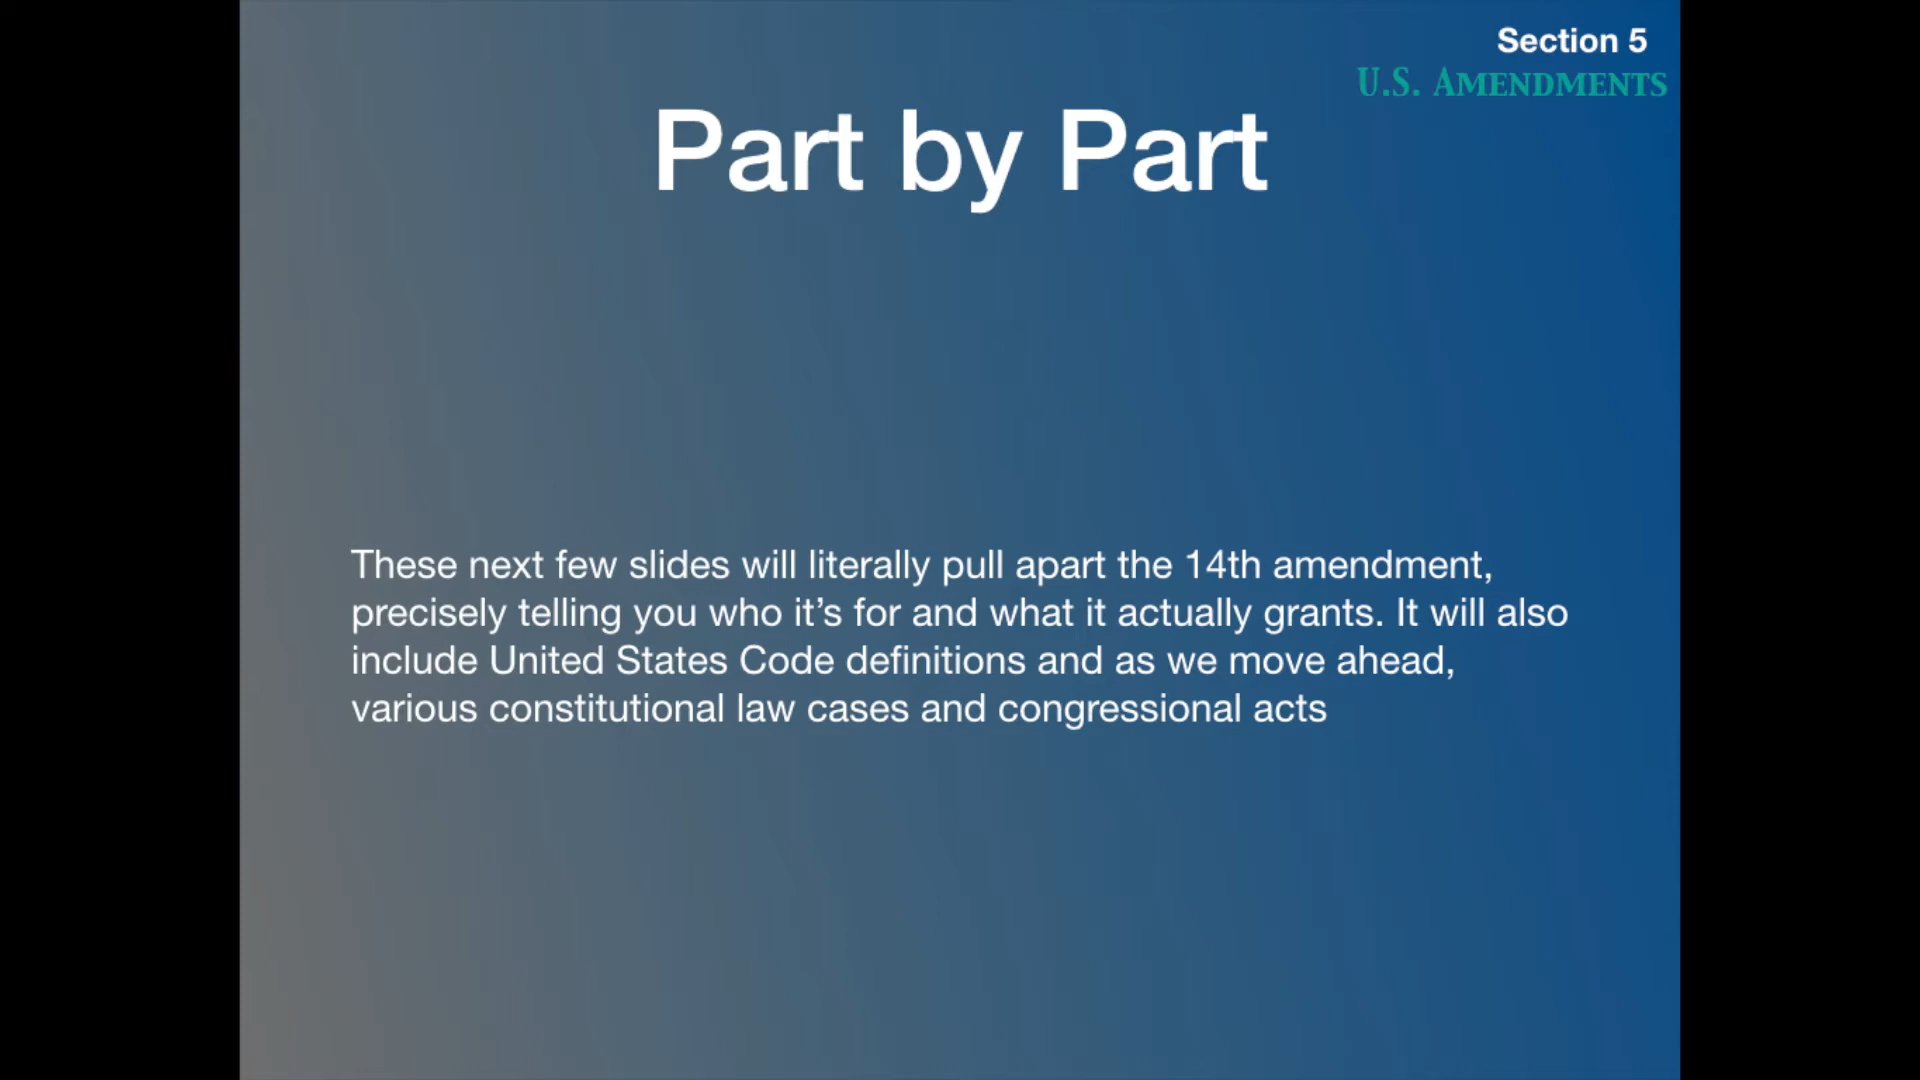 Section 5
U.S. AMENDMENTS
Part by Part
These next few slides will literally pull apart the 14th amendment,
precisely telling you who it’s for and what it actually grants. It will also
include United States Code definitions and as we move ahead,
various constitutional law cases and congressional acts